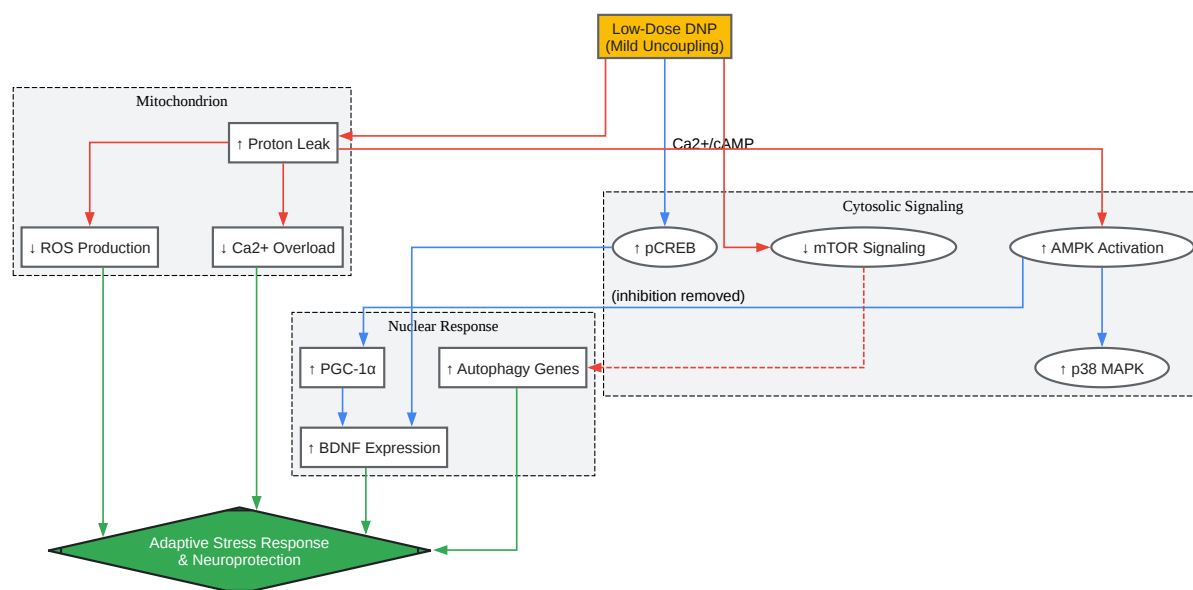 Low-Dose DNP
(Mild Uncoupling)
Mitochondrion
↑ Proton Leak
Ca2+/cAMP
Cytosolic Signaling
↓ ROS Production
↓ Ca2+ Overload
↑ pCREB
↓ mTOR Signaling
↑ AMPK Activation
(inhibition removed)
Nuclear Response
↑ PGC-1α
↑ Autophagy Genes
↑ p38 MAPK
↑ BDNF Expression
Adaptive Stress Response
& Neuroprotection